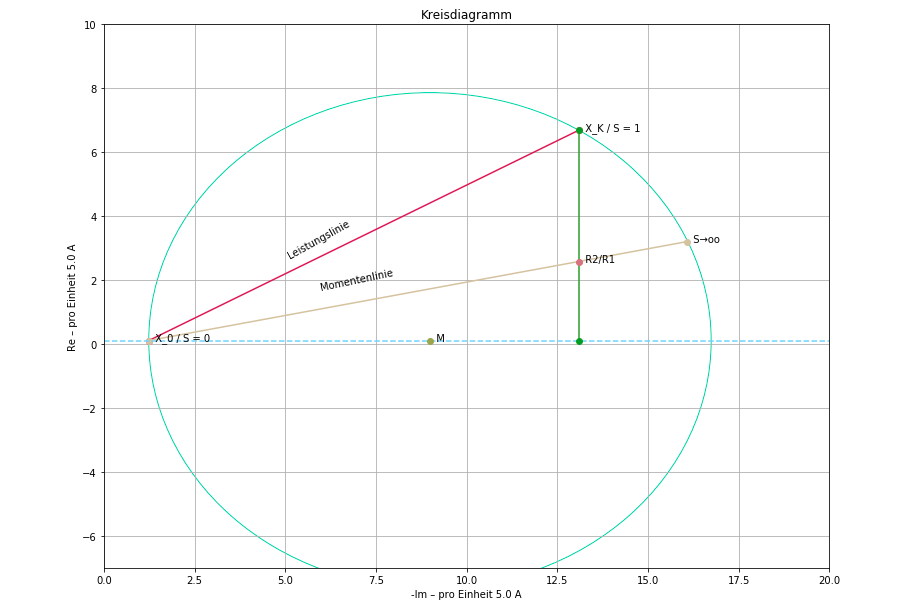 Kreisdiagramm
10
8
6
4
2
0
−2
−4
−6
Re – pro Einheit 5.0 A
X_K / S = 1
S→oo
R2/R1
Leistungslinie
Momentenlinie
X_0 / S = 0
M
0.0 2.5 5.0 7.5 10.0 12.5 15.0 17.5 20.0
-Im – pro Einheit 5.0 A